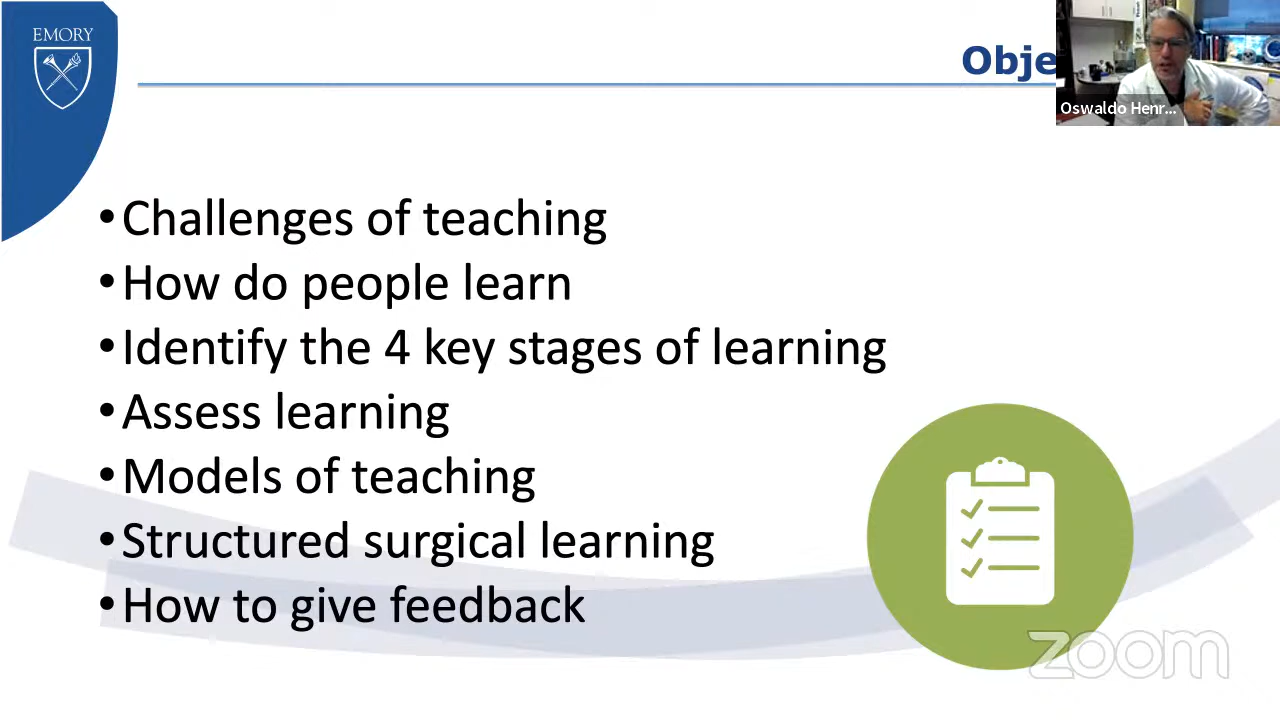 EMORY
Obje
Oswaldo Henr...
•Challenges of teaching
•How do people learn
•Identify the 4 key stages of learning
•Assess learning
•Models of teaching
•Structured surgical learning
•How to give feedback
zoom